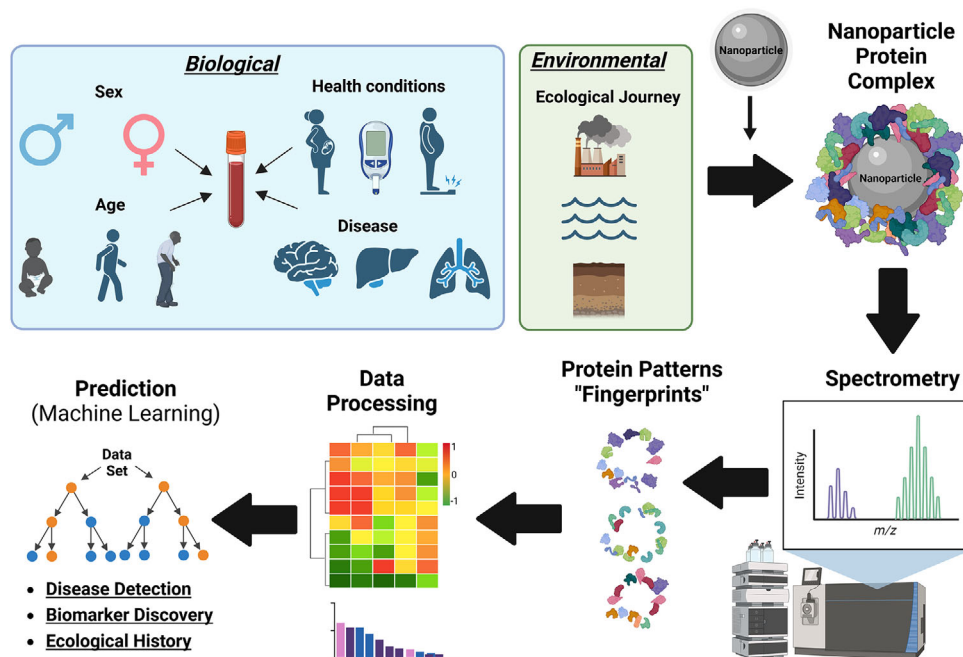 Biological
Sex
Health conditions
Age
Disease
Environmental
Ecological Journey
Nanoparticle
Nanoparticle
Protein
Complex
Nanoparticle
Spectrometry
Intensity
m/z
Protein Patterns
"Fingerprints"
Data
Processing
1
0
-1
Prediction
(Machine Learning)
Data
Set
• Disease Detection
• Biomarker Discovery
• Ecological History